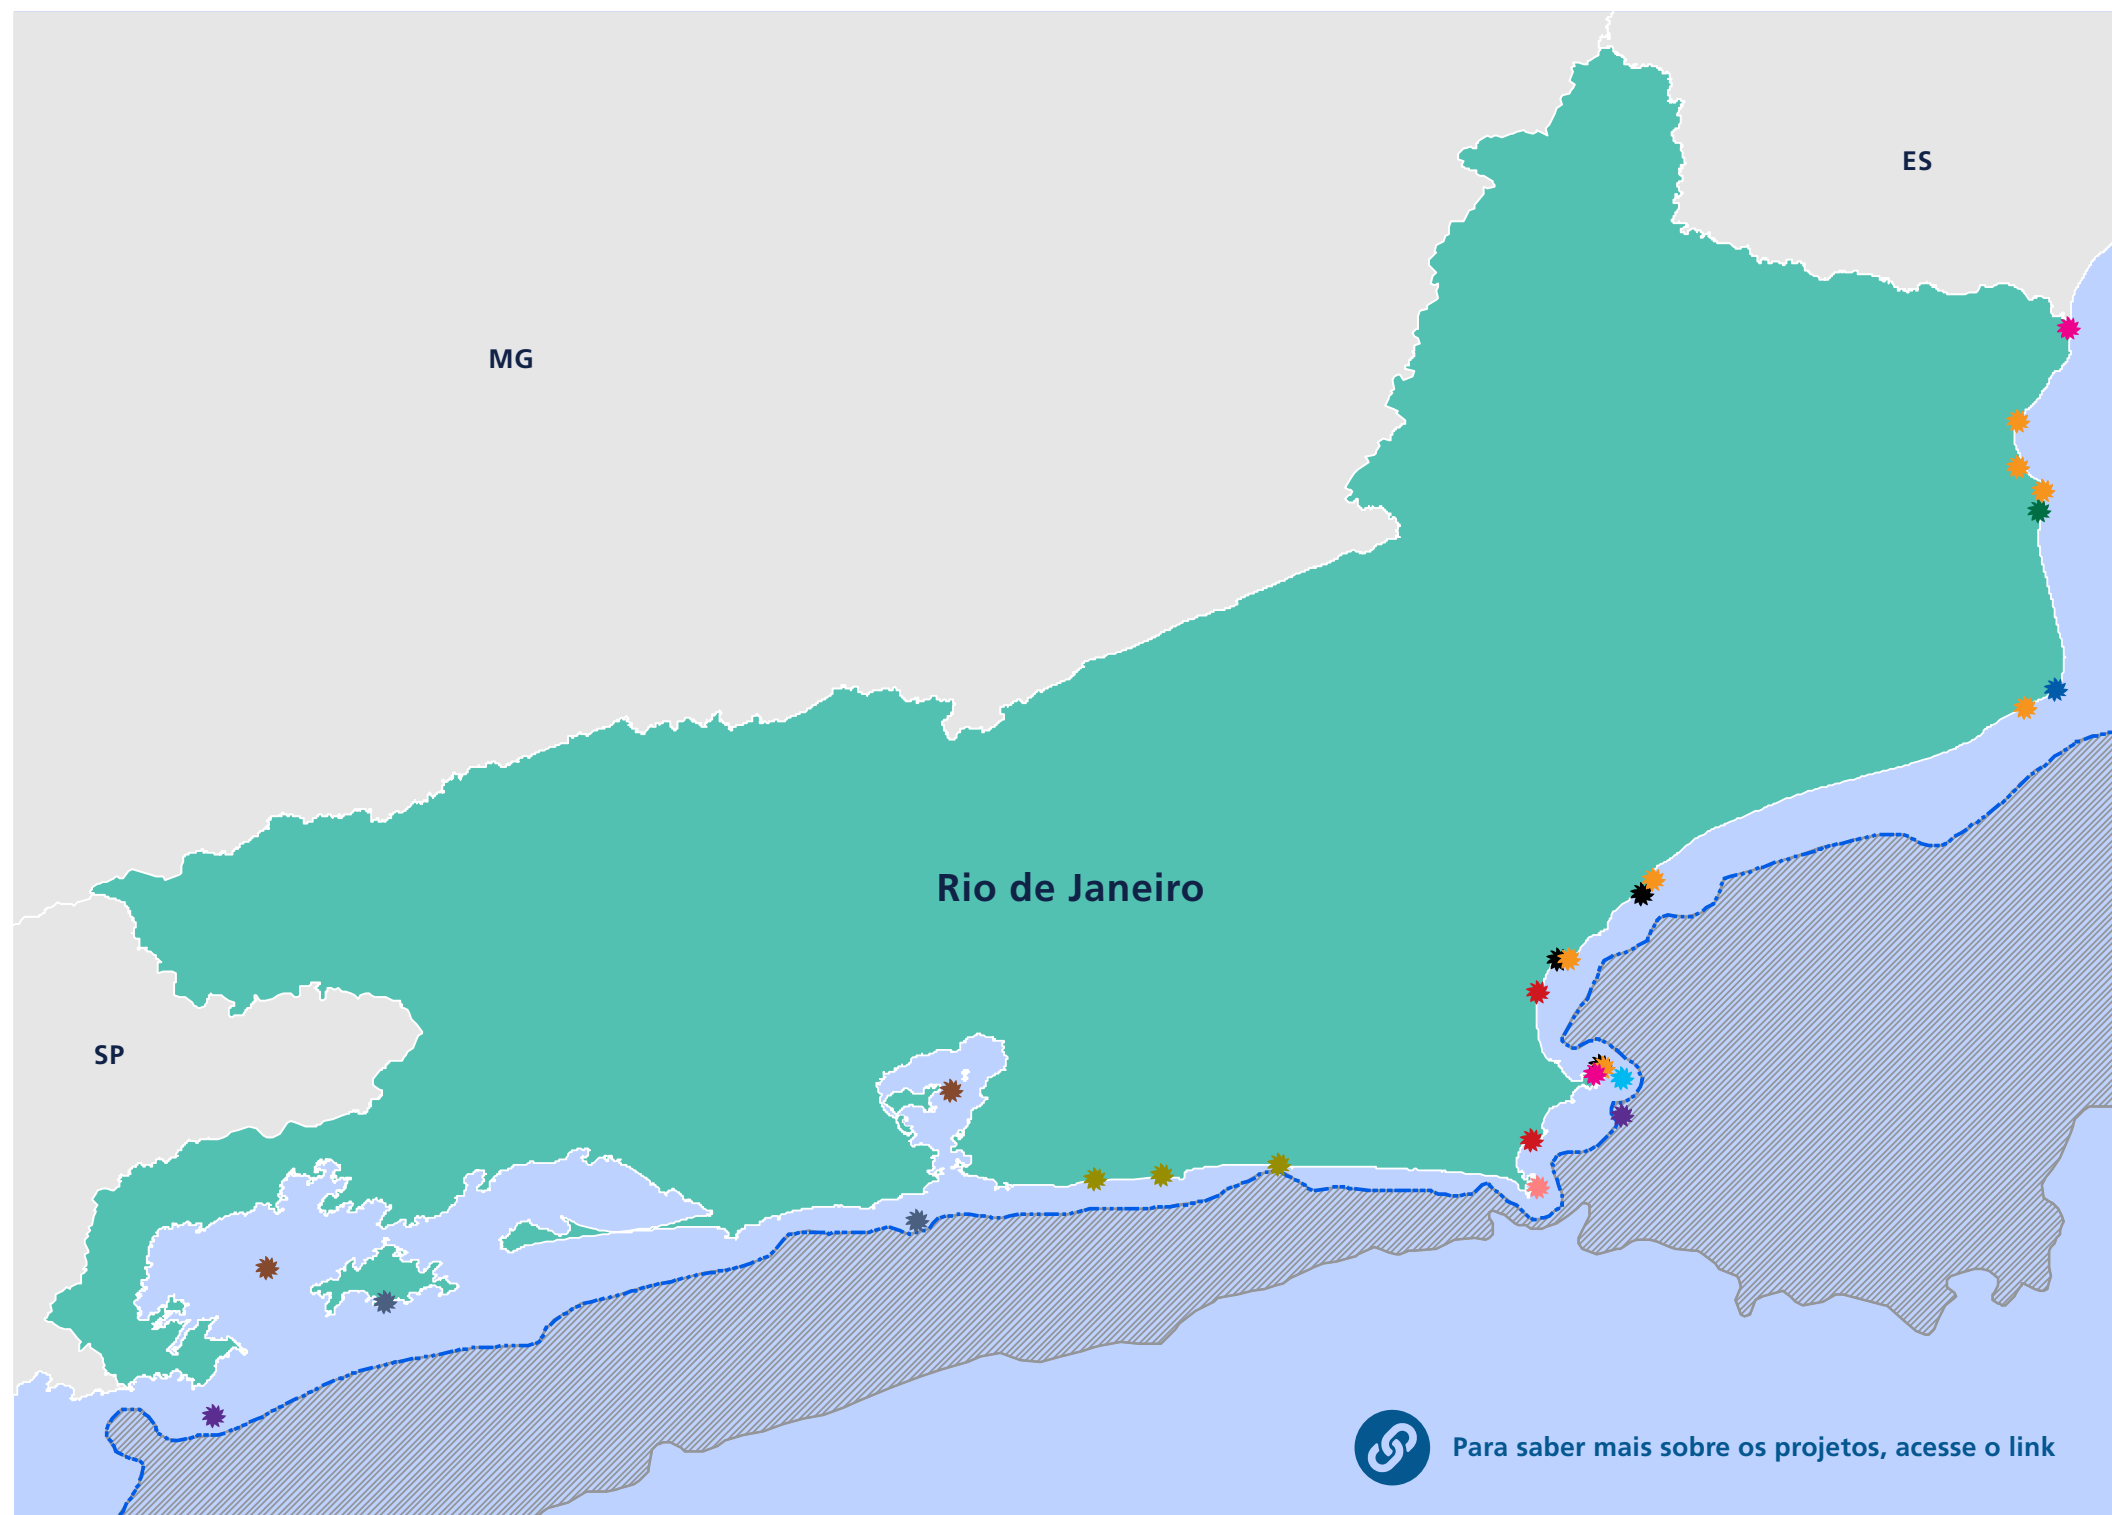 ES
MG
Rio de Janeiro
SP
Para saber mais sobre os projetos, acesse o link